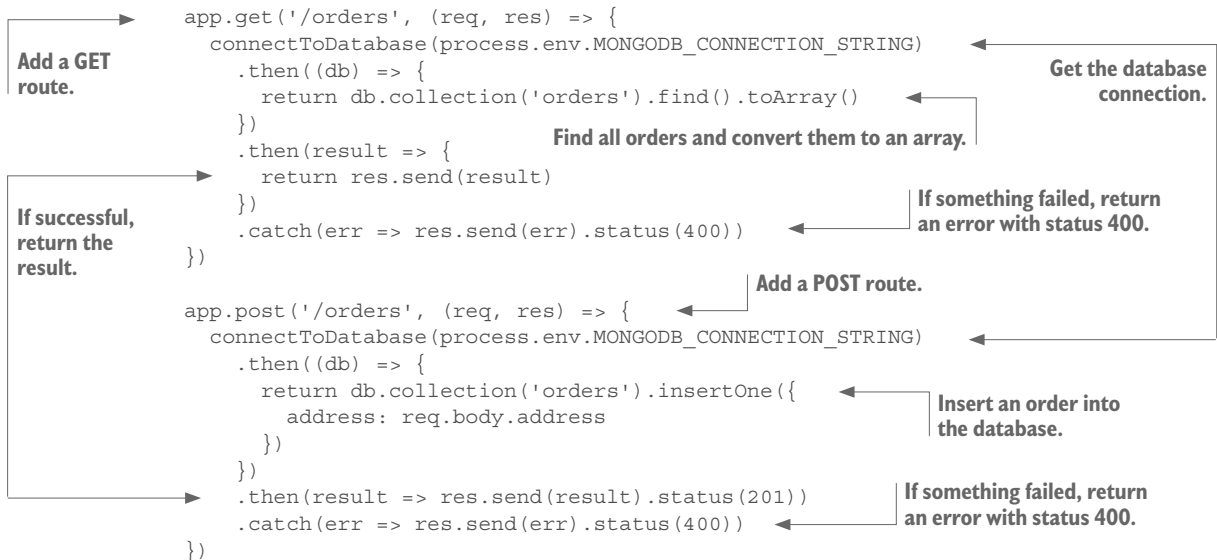 app.get('/orders', (req, res) => {
Add a GET
route.
  connectToDatabase(process.env.MONGODB_CONNECTION_STRING)
Get the database
connection.
    .then((db) => {
      return db.collection('orders').find().toArray()
Find all orders and convert them to an array.
    })
    .then(result => {
      return res.send(result)
If successful,
return the
result.
    })
    .catch(err => res.send(err).status(400))
If something failed, return
an error with status 400.
})
Add a POST route.
app.post('/orders', (req, res) => {
  connectToDatabase(process.env.MONGODB_CONNECTION_STRING)
    .then((db) => {
      return db.collection('orders').insertOne({
Insert an order into
the database.
        address: req.body.address
      })
    })
    .then(result => res.send(result).status(201))
    .catch(err => res.send(err).status(400))
If something failed, return
an error with status 400.
})